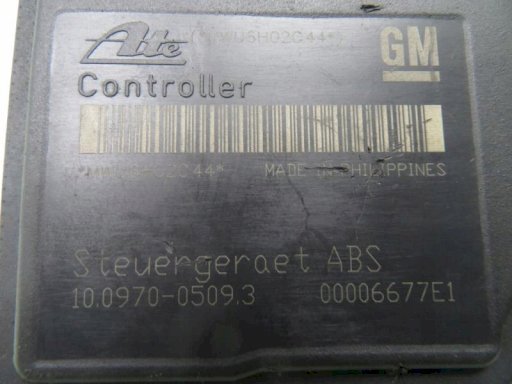 Ate GM
Controller
MADE IN PHILIPPINES
Steuergeraet ABS
10.0970-0509.3 00006677E1